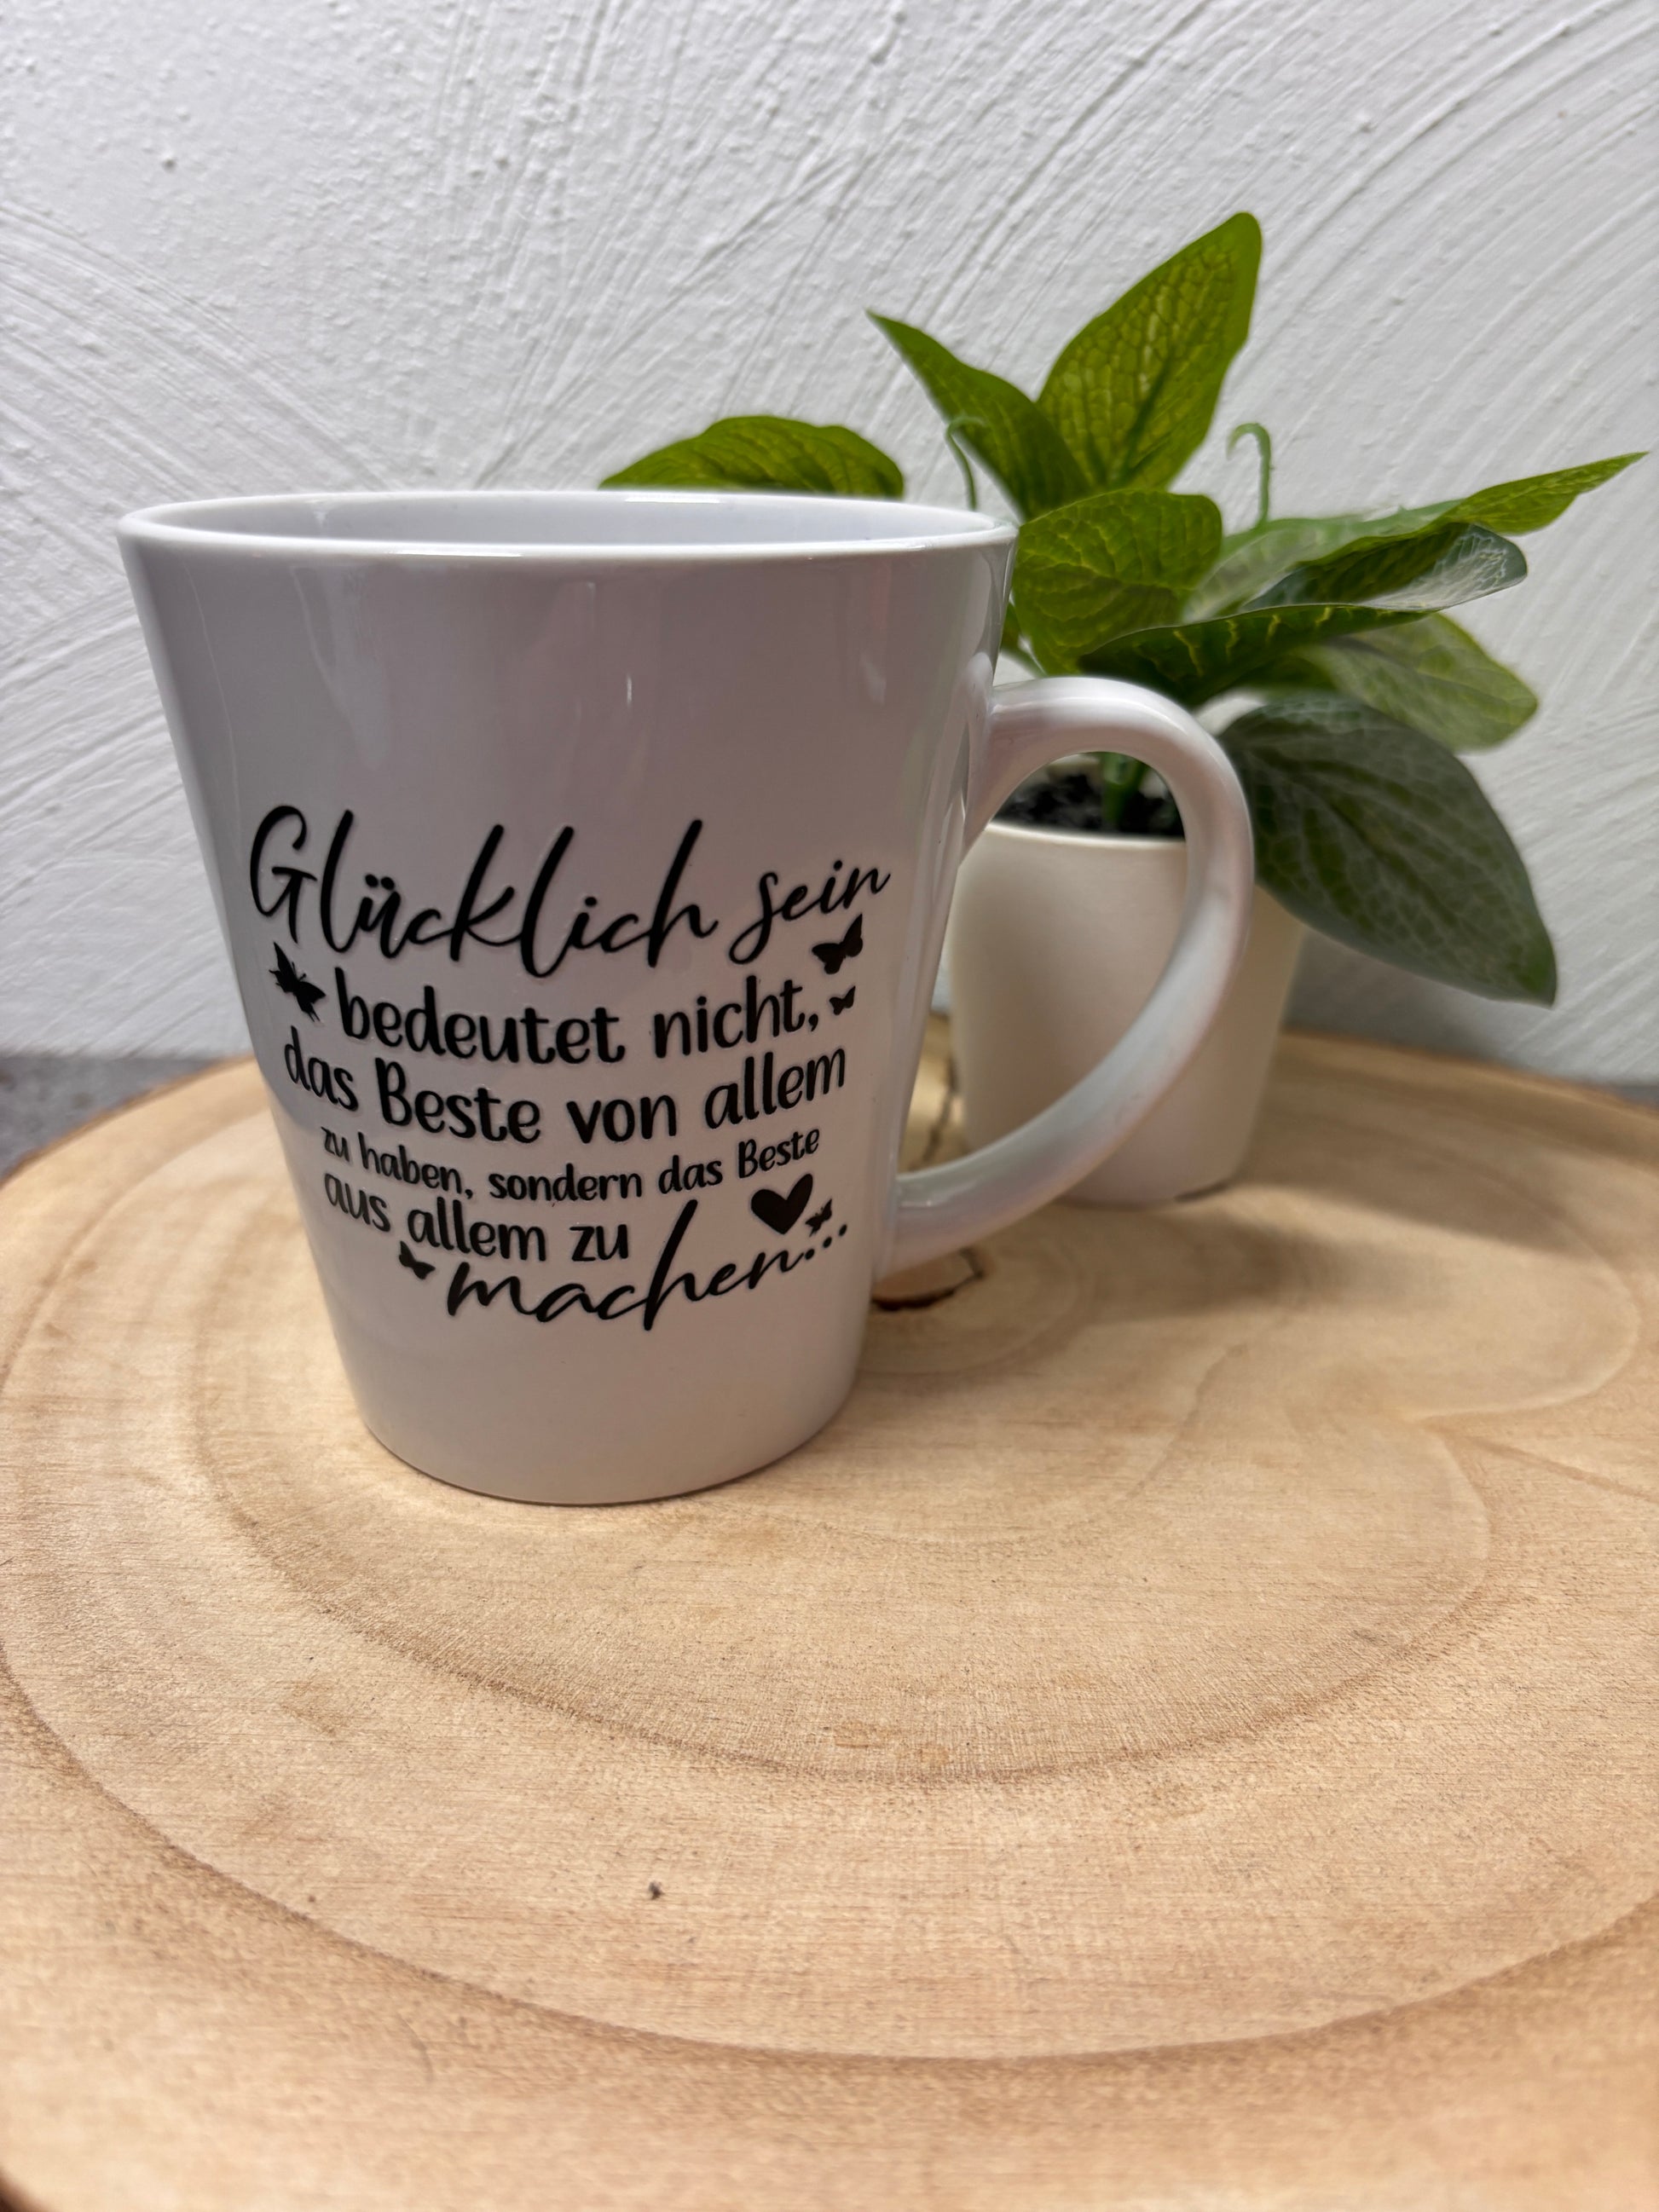 Glücklich sein
bedeutet nicht,
das Beste von allem
zu haben, sondern das Beste
aus allem zu
machen...